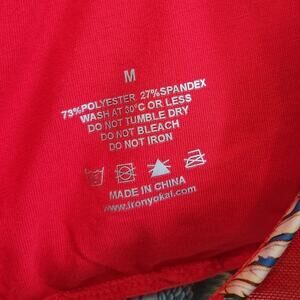 M
73%POLYESTER 27%SPANDEX
WASH AT 30°C OR LESS
DO NOT TUMBLE DRY
DO NOT BLEACH
DO NOT IRON
MADE IN CHINA
www.ironyokai.com